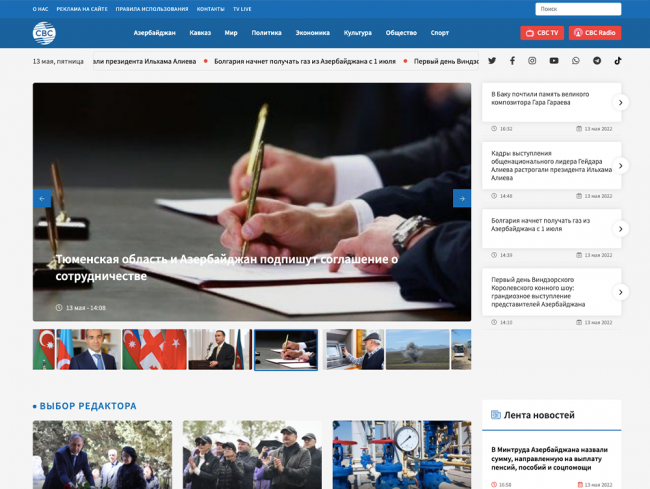 О НАС РЕКЛАМА НА САЙТЕ ПРАВИЛА ИСПОЛЬЗОВАНИЯ КОНТАКТЫ TV LIVE
Поиск
CBC
Азербайджан Кавказ Мир Политика Экономика Культура Общество Спорт
CBC TV CBC Radio
13 мая, пятница
президента Ильхама Алиева • Болгария начнет получать газ из Азербайджана с 1 июля • Первый день
Тюменская область и Азербайджан подпишут соглашение о
сотрудничестве
13 мая - 14:08
В Баку почтили память великого
композитора Гара Гараева
16:32 13 мая 2022
Кадры выступления
общенационального лидера Гейдара
Алиева растрогали президента Ильхама
Алиева
14:46 13 мая 2022
Болгария начнет получать газ из
Азербайджана с 1 июля
14:39 13 мая 2022
Первый день Виндзорского
Королевского конного шоу:
грандиозное выступление
представителей Азербайджана
14:10 13 мая 2022
ВЫБОР РЕДАКТОРА
Лента новостей
В Минтруда Азербайджана назвали
сумму, направленную на выплату
пенсий, пособий и соцпомощи
16:58 13 мая 2022